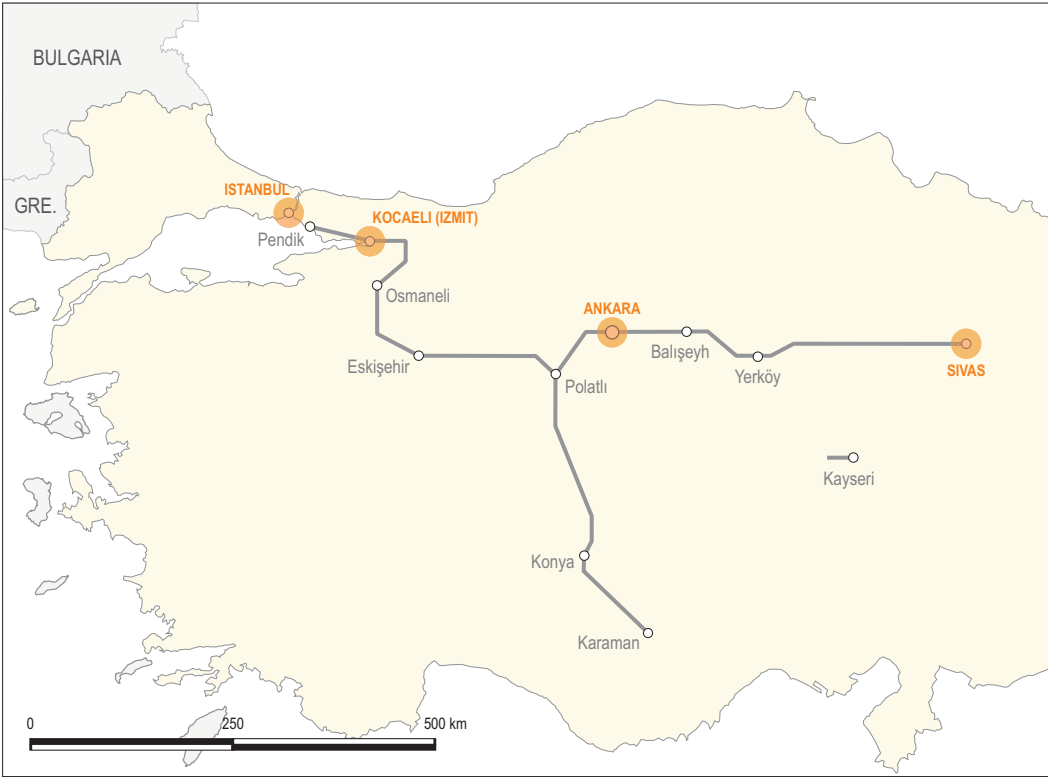 BULGARIA
GRE.
ISTANBUL
KOCAELI (IZMIT)
Pendik
Osmaneli
ANKARA
Eskişehir
Balışeyh
Polatlı
Yerköy
SIVAS
Kayseri
Konya
Karaman
0 250 500 km